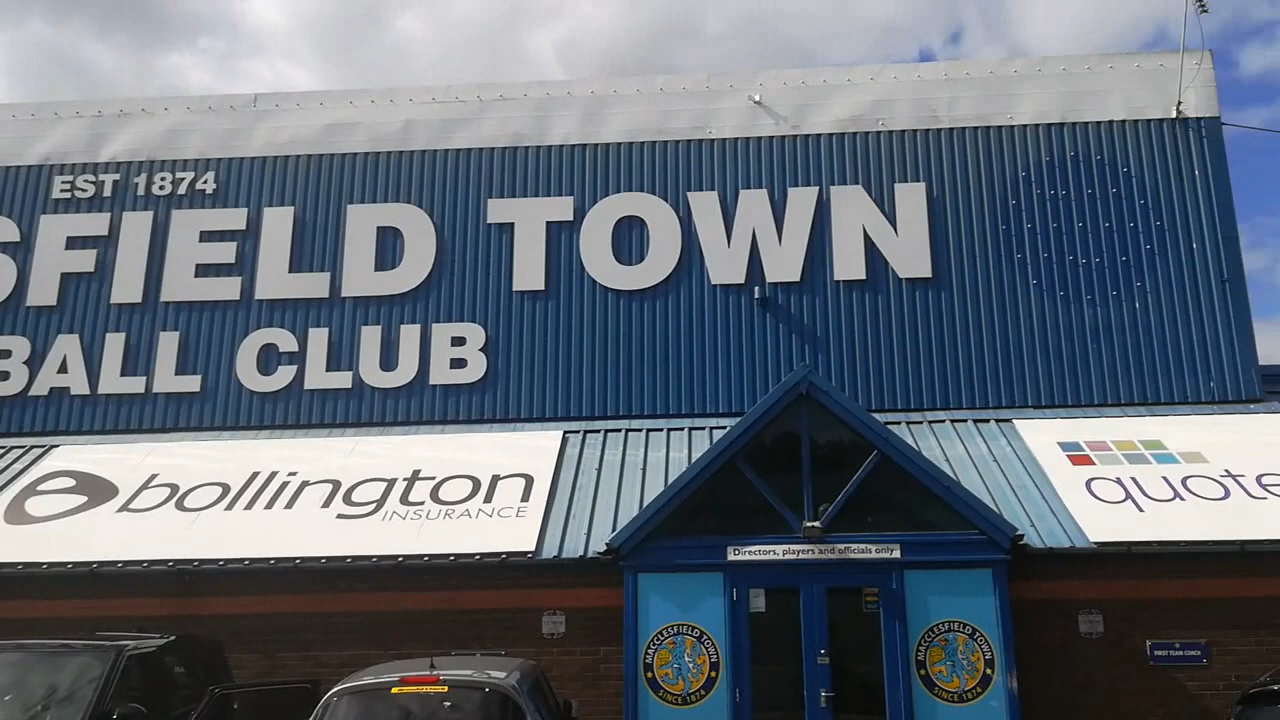 EST 1874
SFIELD TOWN
BALL CLUB
bollington
INSURANCE
quote
Directors, players and officials only
MACCLESFIELD TOWN
SINCE 1874
MACCLESFIELD TOWN
SINCE 1874
FIRST TEAM COACH